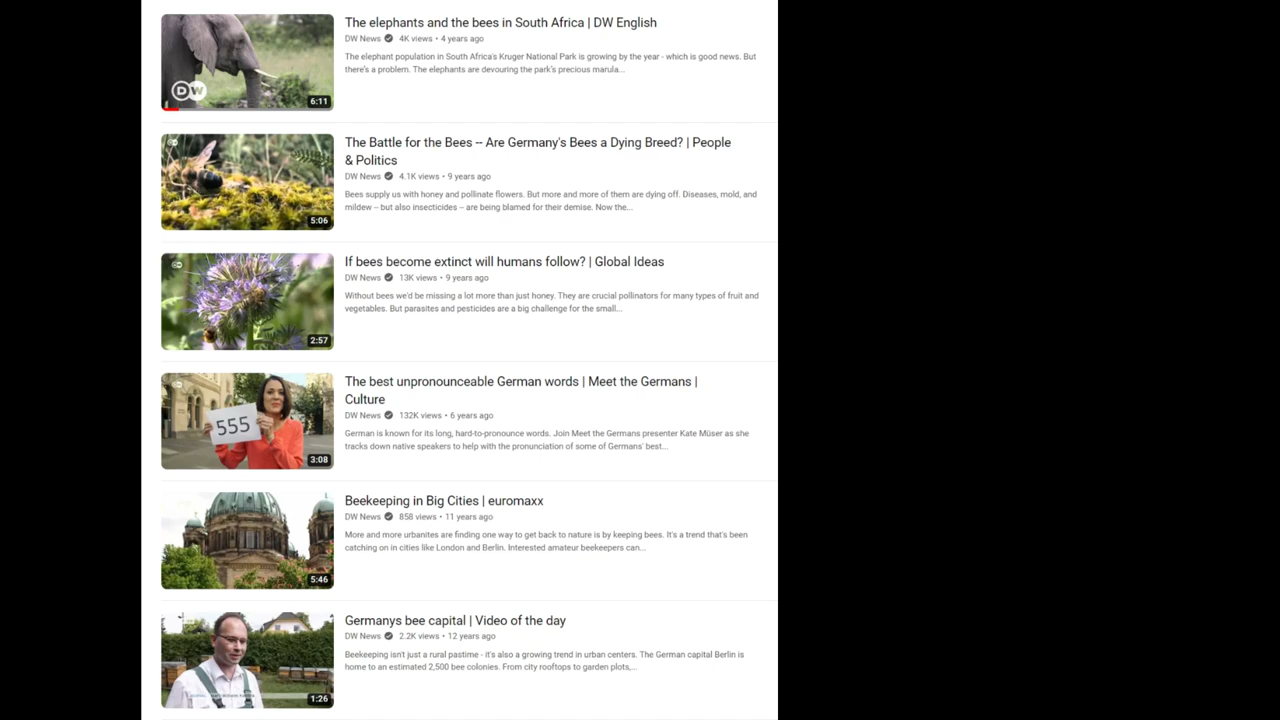 The elephants and the bees in South Africa | DW English
DW News 4K views • 4 years ago
The elephant population in South Africa's Kruger National Park is growing by the year - which is good news. But
there's a problem. The elephants are devouring the park's precious marula...
DW
6:11
The Battle for the Bees -- Are Germany's Bees a Dying Breed? | People
& Politics
DW News 4.1K views • 9 years ago
Bees supply us with honey and pollinate flowers. But more and more of them are dying off. Diseases, mold, and
mildew -- but also insecticides -- are being blamed for their demise. Now the...
5:06
If bees become extinct will humans follow? | Global Ideas
DW News 13K views • 9 years ago
Without bees we'd be missing a lot more than just honey. They are crucial pollinators for many types of fruit and
vegetables. But parasites and pesticides are a big challenge for the small...
2:57
The best unpronounceable German words | Meet the Germans |
Culture
DW News 132K views • 6 years ago
German is known for its long, hard-to-pronounce words. Join Meet the Germans presenter Kate Müser as she
tracks down native speakers to help with the pronunciation of some of Germans' best...
555
3:08
Beekeeping in Big Cities | euromaxx
DW News 858 views • 11 years ago
More and more urbanites are finding one way to get back to nature is by keeping bees. It's a trend that's been
catching on in cities like London and Berlin. Interested amateur beekeepers can...
5:46
Germanys bee capital | Video of the day
DW News 2.2K views • 12 years ago
Beekeeping isn't just a rural pastime - it's also a growing trend in urban centers. The German capital Berlin is
home to an estimated 2,500 bee colonies. From city rooftops to garden plots,...
1:26